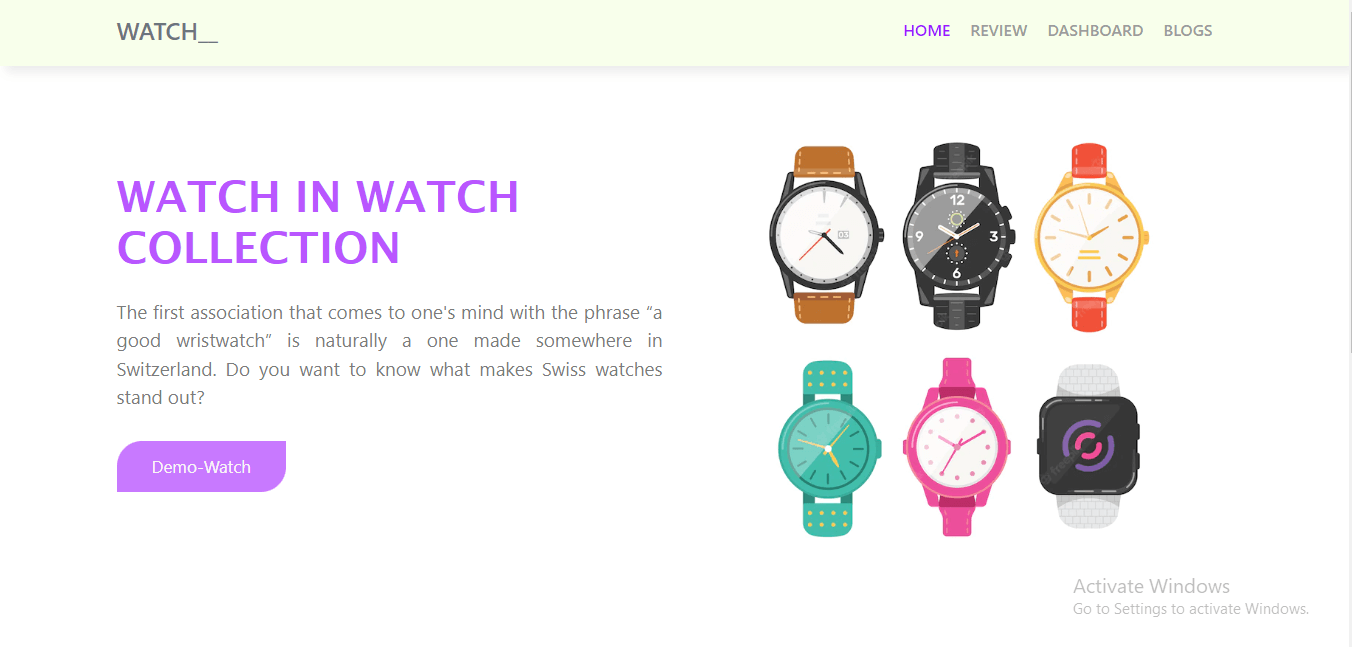 WATCH__
HOME REVIEW DASHBOARD BLOGS
WATCH IN WATCH
COLLECTION
The first association that comes to one's mind with the phrase “a
good wristwatch” is naturally a one made somewhere in
Switzerland. Do you want to know what makes Swiss watches
stand out?
Demo-Watch
03
12
9
3
6
Activate Windows
Go to Settings to activate Windows.